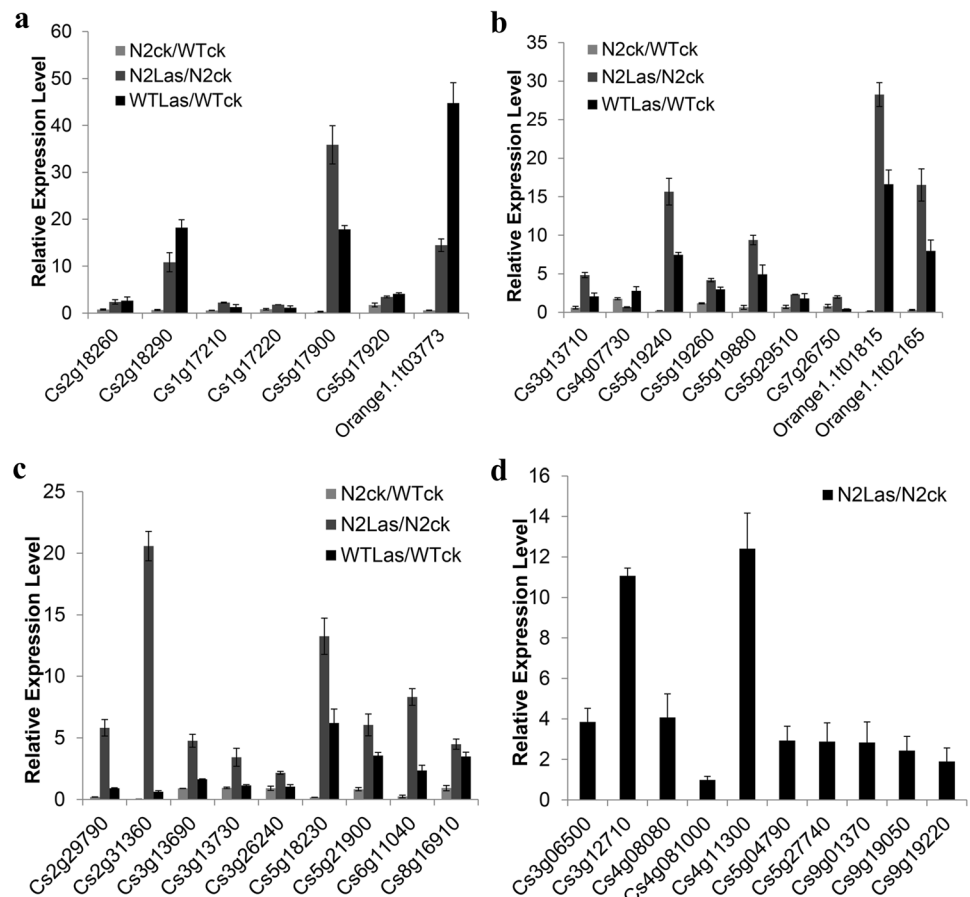 a
Relative Expression Level
60
50
40
30
20
10
0
N2ck/WTck
N2Las/N2ck
WTLas/WTck
Cs2g18260
Cs2g18290
Cs1g17210
Cs1g17220
Cs5g17900
Cs5g17920
Orange1.1t03773
b
Relative Expression Level
35
30
25
20
15
10
5
0
N2ck/WTck
N2Las/N2ck
WTLas/WTck
Cs3g13710
Cs4g07730
Cs5g19240
Cs5g19260
Cs5g19880
Cs5g29510
Cs7g26750
Orange1.1t01815
Orange1.1t02165
c
Relative Expression Level
25
20
15
10
5
0
N2ck/WTck
N2Las/N2ck
WTLas/WTck
Cs2g29790
Cs2g31360
Cs3g13690
Cs3g13730
Cs3g26240
Cs5g18230
Cs5g21900
Cs6g11040
Cs8g16910
d
Relative Expression Level
16
14
12
10
8
6
4
2
0
N2Las/N2ck
Cs3g06500
Cs3g12710
Cs4g08080
Cs4g081000
Cs4g11300
Cs5g04790
Cs5g27740
Cs9g01370
Cs9g19050
Cs9g19220